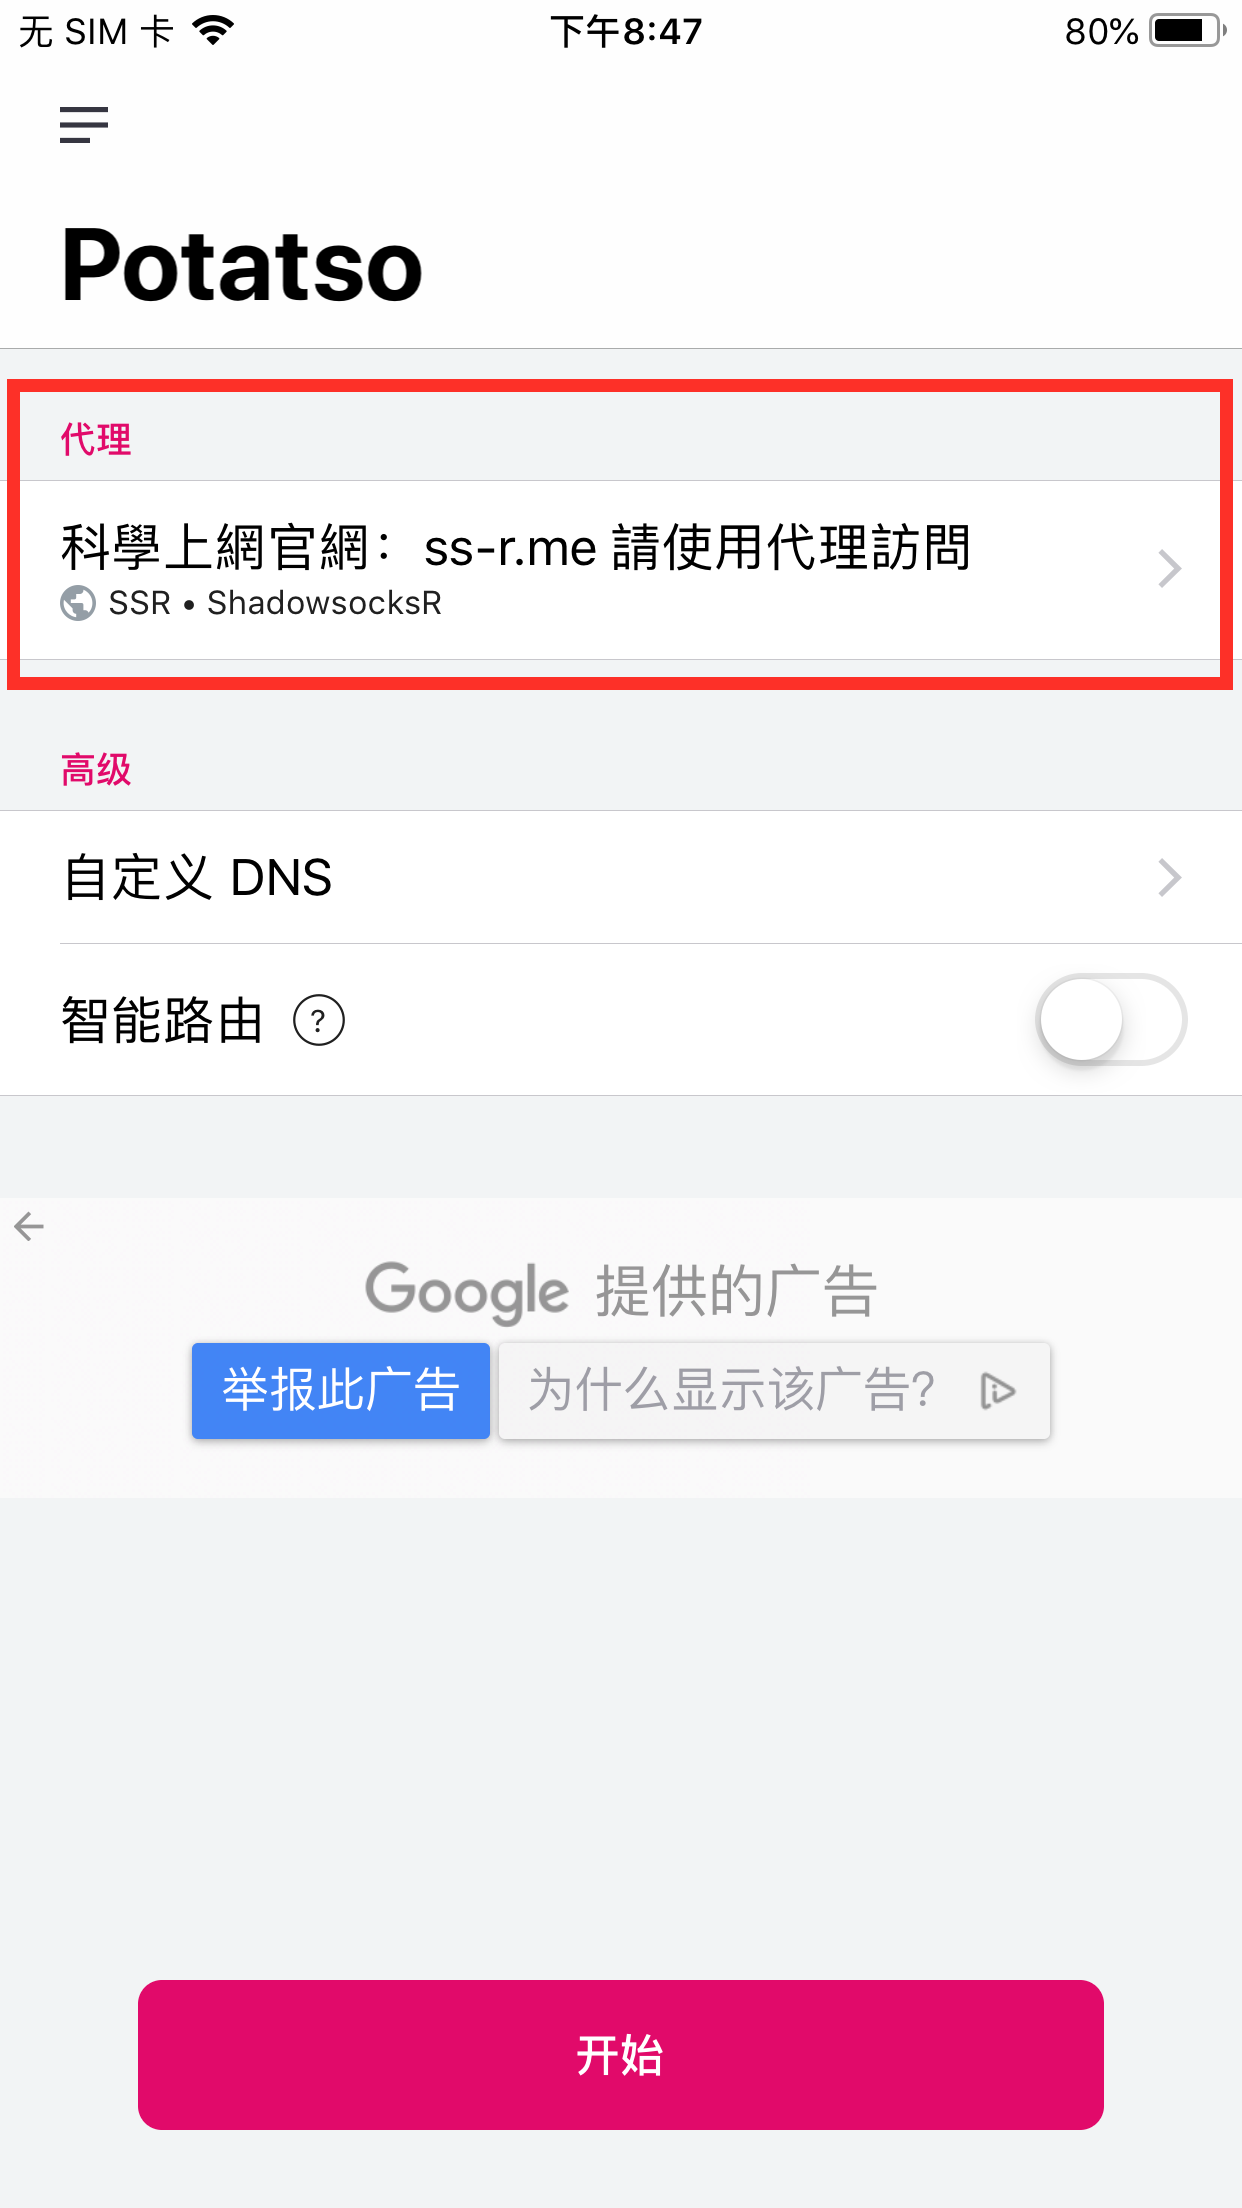 无 SIM 卡
下午8:47
80%
Potatso
代理
科學上網官網：ss-r.me 請使用代理訪問
SSR • ShadowsocksR
高级
自定义 DNS
智能路由 ?
Google 提供的广告
举报此广告
为什么显示该广告?
开始